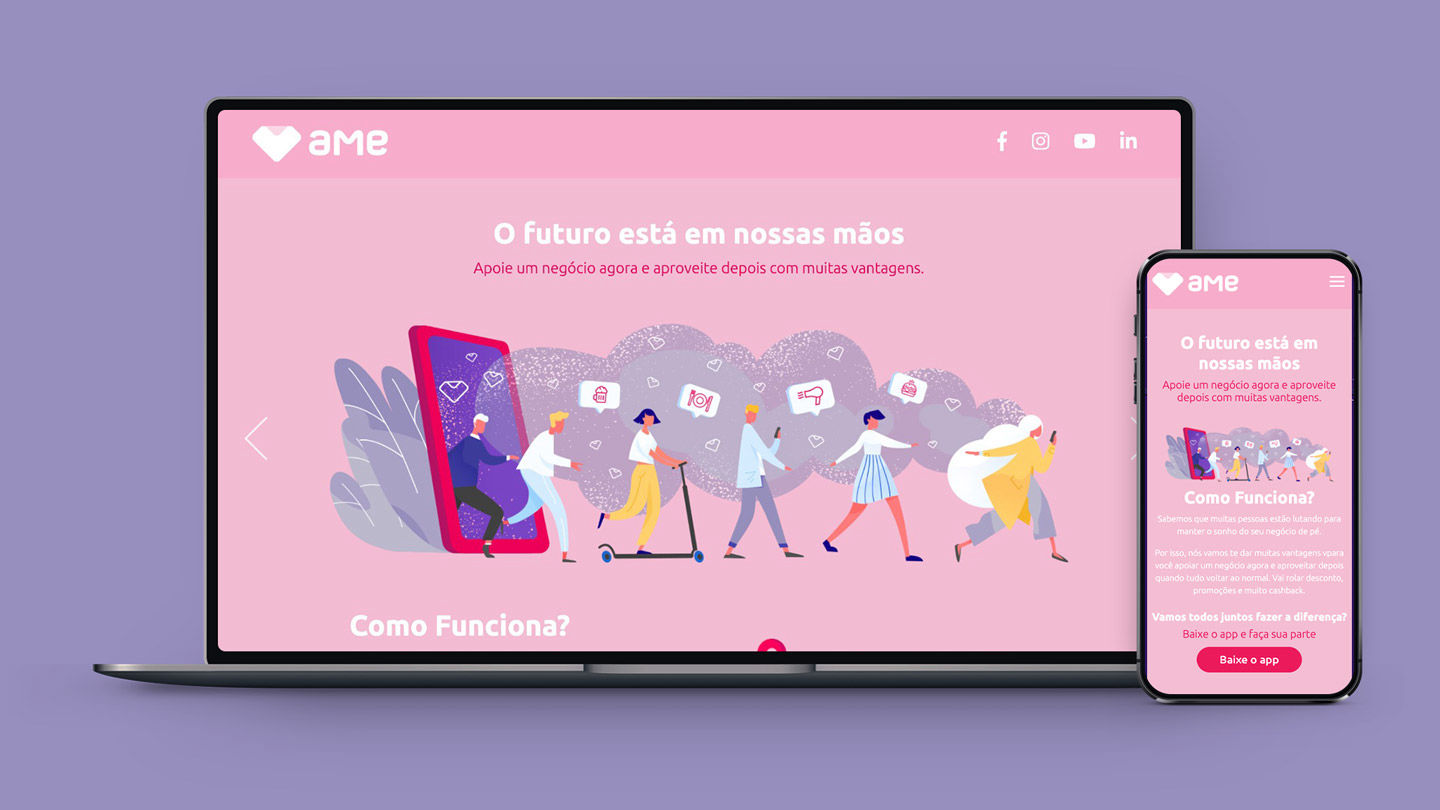 ame
O futuro está em nossas mãos
Apoie um negócio agora e aproveite depois com muitas vantagens.
Como Funciona?
ame
O futuro está em
nossas mãos
Apoie um negócio agora e aproveite
depois com muitas vantagens.
Como Funciona?
Sabemos que muitas pessoas estão lutando para
manter o sonho do seu negócio de pé.
Por isso, nós vamos te dar muitas vantagens vpara
você apoiar um negócio agora e aproveitar depois
quando tudo voltar ao normal. Vai rolar desconto,
promoções e muito cashback.
Vamos todos juntos fazer a diferença?
Baixe o app e faça sua parte
Baixe o app